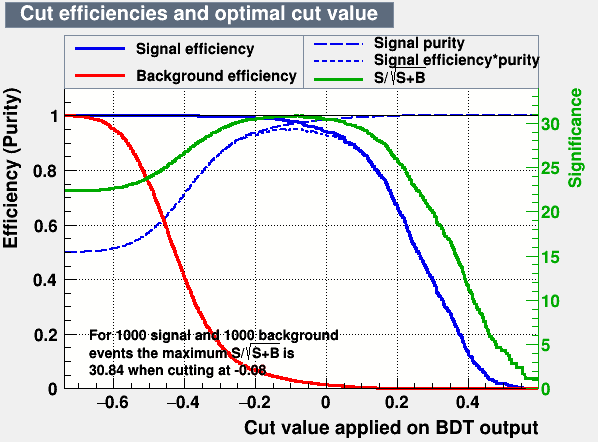 Cut efficiencies and optimal cut value
Signal efficiency
Background efficiency
Signal purity
Signal efficiency*purity
S/√S+B
Efficiency (Purity)
1
0.8
0.6
0.4
0.2
0
Significance
30
25
20
15
10
5
0
For 1000 signal and 1000 background
events the maximum S/√S+B is
30.84 when cutting at -0.08
−0.6 −0.4 −0.2 0 0.2 0.4
Cut value applied on BDT output